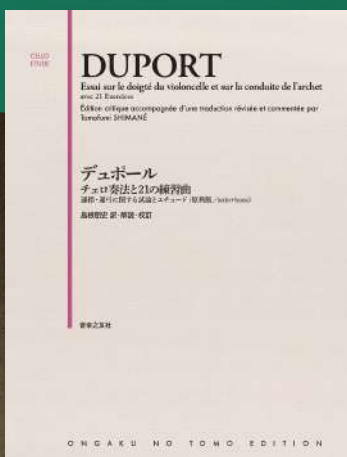 CELLO
ETUDE
DUPORT
Essai sur le doigté du violoncelle et sur la conduite de l'archet
avec 21 Exercices
Édition critique accompagnée d'une traduction révisée et commentée par
Tomofumi SHIMANÉ
デュポール
チェロ奏法と21の練習曲
運指・運弓に関する試論とエチュード
島根朋史 訳・解説・校訂
音楽之友社
ONGAKU NO TOMO EDITION